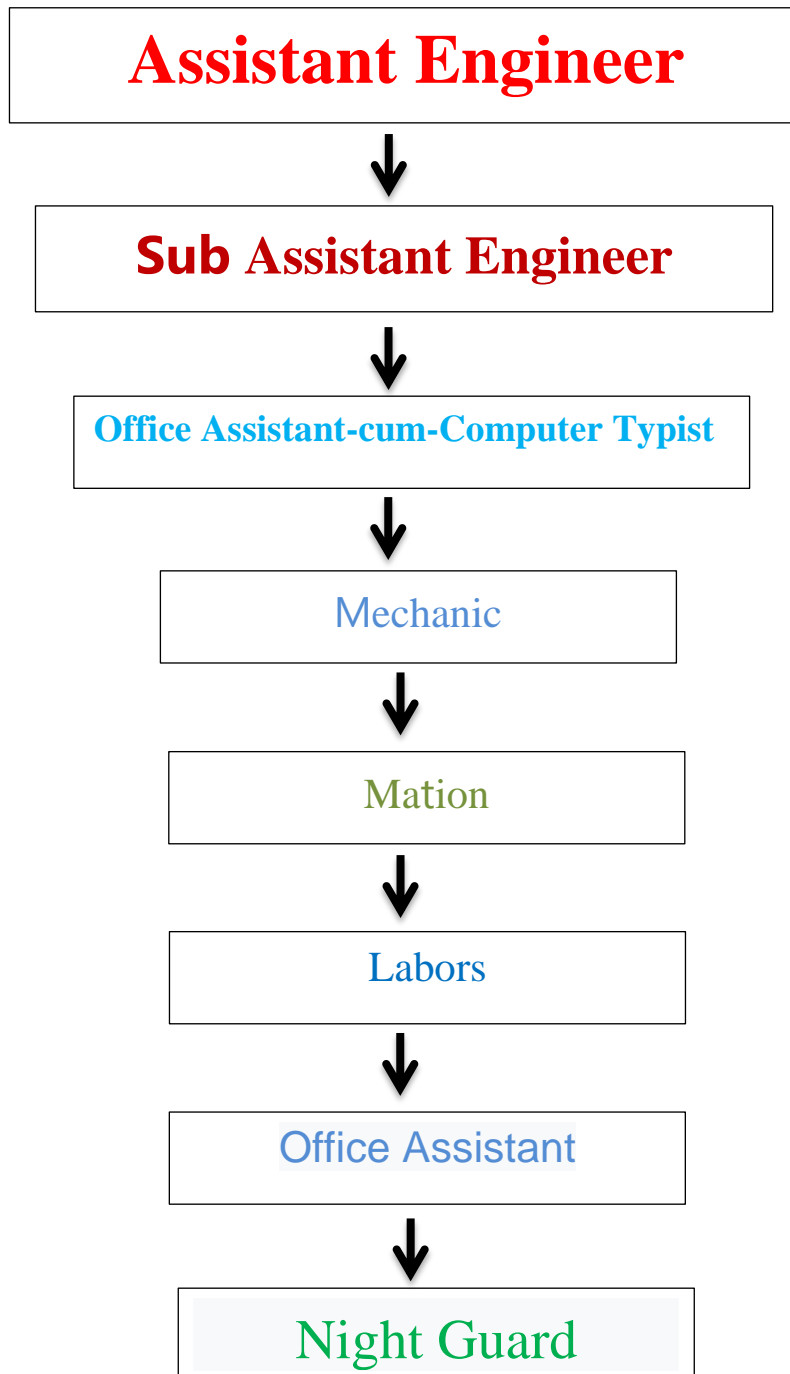 Assistant Engineer
Sub Assistant Engineer
Office Assistant-cum-Computer Typist
Mechanic
Mation
Labors
Office Assistant
Night Guard